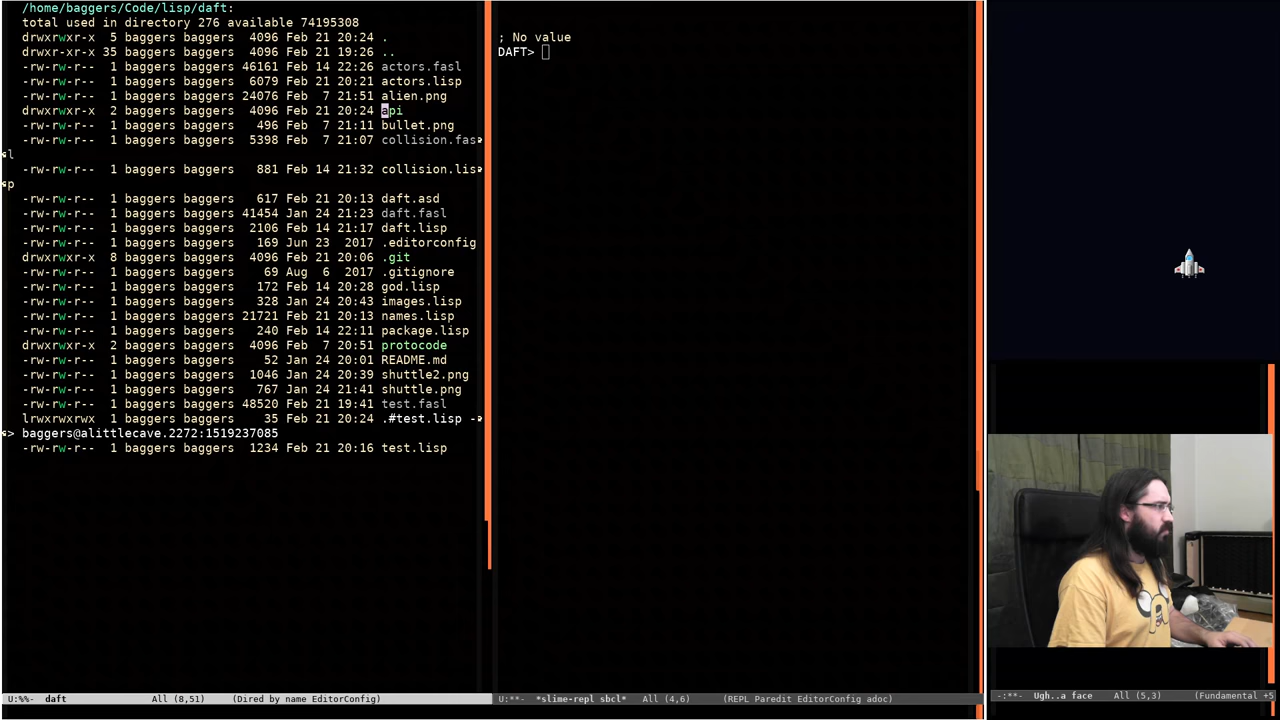 /home/baggers/Code/lisp/daft:
total used in directory 276 available 74195308
drwxrwxr-x 5 baggers baggers 4096 Feb 21 20:24 .
drwxr-xr-x 35 baggers baggers 4096 Feb 21 19:26 ..
-rw-rw-r-- 1 baggers baggers 46161 Feb 14 22:26 actors.fasl
-rw-rw-r-- 1 baggers baggers 6079 Feb 21 20:21 actors.lisp
-rw-rw-r-- 1 baggers baggers 24076 Feb 7 21:51 alien.png
drwxrwxr-x 2 baggers baggers 4096 Feb 21 20:24 api
-rw-rw-r-- 1 baggers baggers 496 Feb 7 21:11 bullet.png
-rw-rw-r-- 1 baggers baggers 5398 Feb 7 21:07 collision.fas
l
-rw-rw-r-- 1 baggers baggers 881 Feb 14 21:32 collision.lis
p
-rw-rw-r-- 1 baggers baggers 617 Feb 21 20:13 daft.asd
-rw-rw-r-- 1 baggers baggers 41454 Jan 24 21:23 daft.fasl
-rw-rw-r-- 1 baggers baggers 2106 Feb 14 21:17 daft.lisp
-rw-rw-r-- 1 baggers baggers 169 Jun 23 2017 .editorconfig
drwxrwxr-x 8 baggers baggers 4096 Feb 21 20:06 .git
-rw-rw-r-- 1 baggers baggers 69 Aug 6 2017 .gitignore
-rw-rw-r-- 1 baggers baggers 172 Feb 14 20:28 god.lisp
-rw-rw-r-- 1 baggers baggers 328 Jan 24 20:43 images.lisp
-rw-rw-r-- 1 baggers baggers 21721 Feb 21 20:13 names.lisp
-rw-rw-r-- 1 baggers baggers 240 Feb 14 22:11 package.lisp
drwxrwxr-x 2 baggers baggers 4096 Feb 7 20:51 protocode
-rw-rw-r-- 1 baggers baggers 52 Jan 24 20:01 README.md
-rw-rw-r-- 1 baggers baggers 1046 Jan 24 20:39 shuttle2.png
-rw-rw-r-- 1 baggers baggers 767 Jan 24 21:41 shuttle.png
-rw-rw-r-- 1 baggers baggers 48520 Feb 21 19:41 test.fasl
lrwxrwxrwx 1 baggers baggers 35 Feb 21 20:24 .#test.lisp -
> baggers@alittlecave.2272:1519237085
-rw-rw-r-- 1 baggers baggers 1234 Feb 21 20:16 test.lisp
U:%%- daft All (8,51) (Dired by name EditorConfig)
; No value
DAFT>
U:**- *slime-repl sbcl* All (4,6) (REPL Paredit EditorConfig adoc)
-:**- Ugh..a face All (5,3) (Fundamental +5